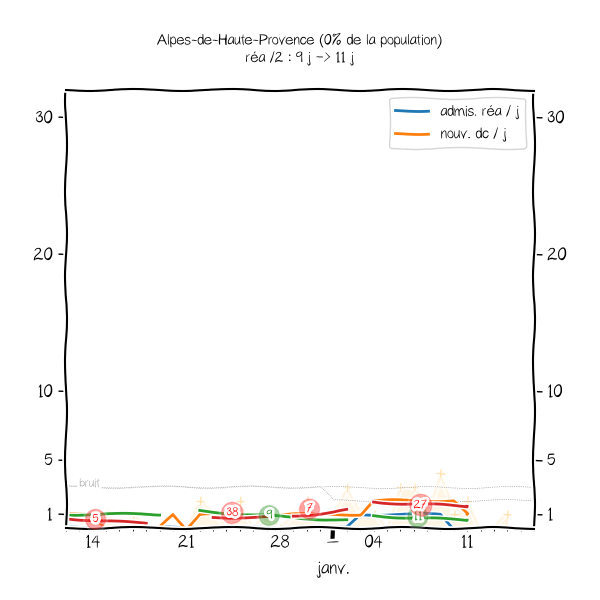 Alpes-de-Haute-Provence (0% de la population)
réa /2 : 9 j -> 11 j
admis. réa / j
nouv. dc / j
30 30
20 20
10 10
5 5
bruit
1 1
5 38 9 7 27 11
14 21 28 04 11
janv.